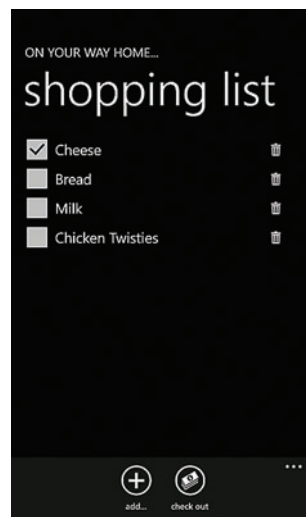 ON YOUR WAY HOME...
shopping list
Cheese
Bread
Milk
Chicken Twisties
add... check out